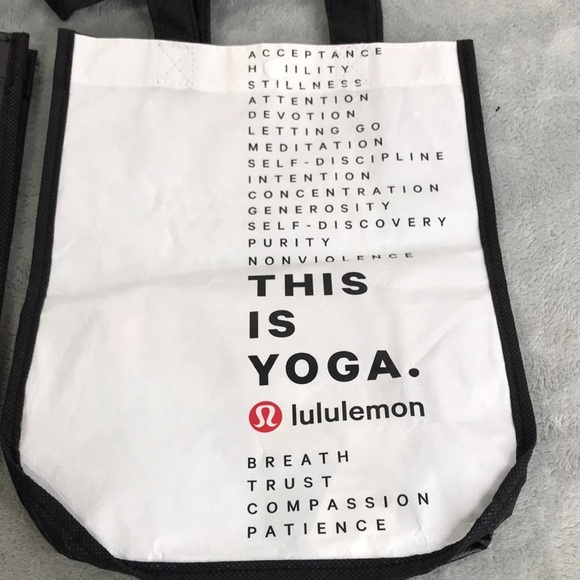 ACCEPTANCE
STILLNESS
ATTENTION
DEVOTION
LETTING GO
MEDITATION
SELF-DISCIPLINE
INTENTION
CONCENTRATION
GENEROSITY
SELF-DISCOVERY
PURITY
NONVIOLENCE
THIS
IS
YOGA.
lululemon
BREATH
TRUST
COMPASSION
PATIENCE